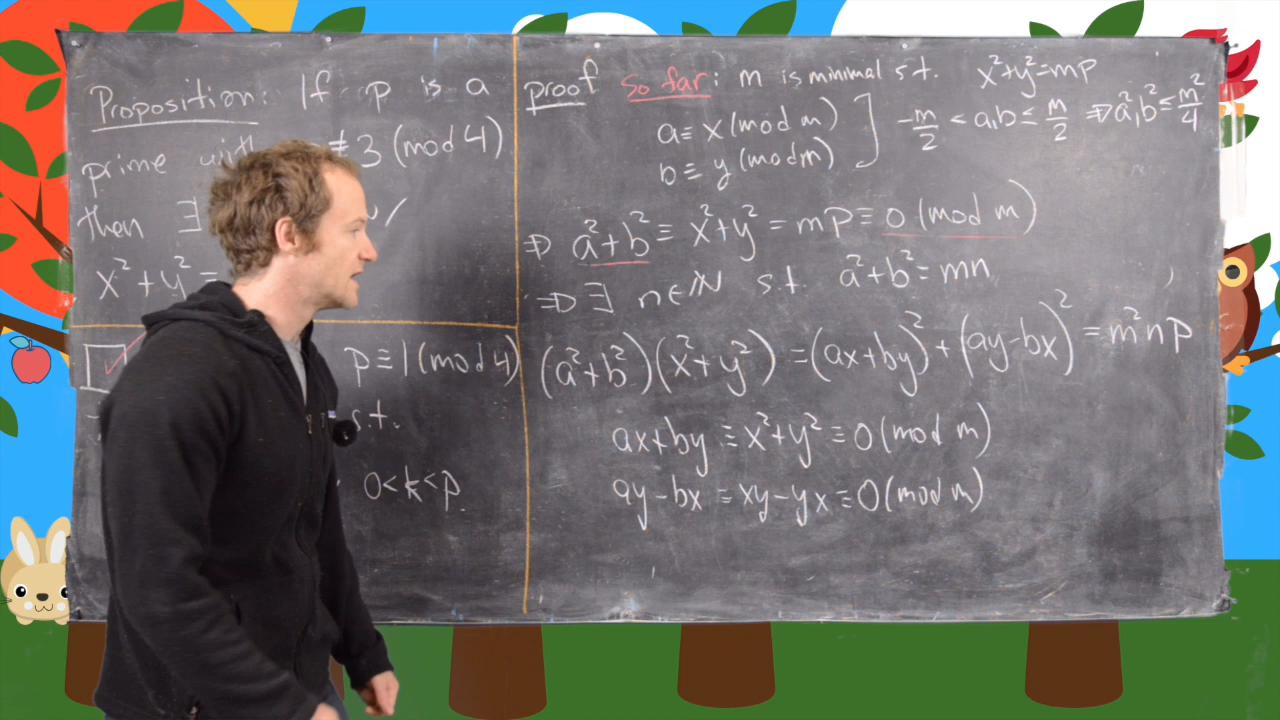 Proposition: If p is a
prime with ≢ 3 (mod 4)
then ∃
x²+y²=
p≡1 (mod 4)
s.t.
0<k<p
proof So far: m is minimal s.t. x²+y²=mp
a≡x (mod m)
b≡y (mod m)
-m/2 < a,b ≤ m/2 ⇒ a²,b² ≤ m²/4
⇒ a²+b² ≡ x²+y² = mp ≡ 0 (mod m)
⇒ ∃ n∈ℕ s.t. a²+b²=mn
(a²+b²)(x²+y²) = (ax+by)² + (ay-bx)² = m²np
ax+by ≡ x²+y² ≡ 0 (mod m)
ay-bx ≡ xy-yx ≡ 0 (mod m)